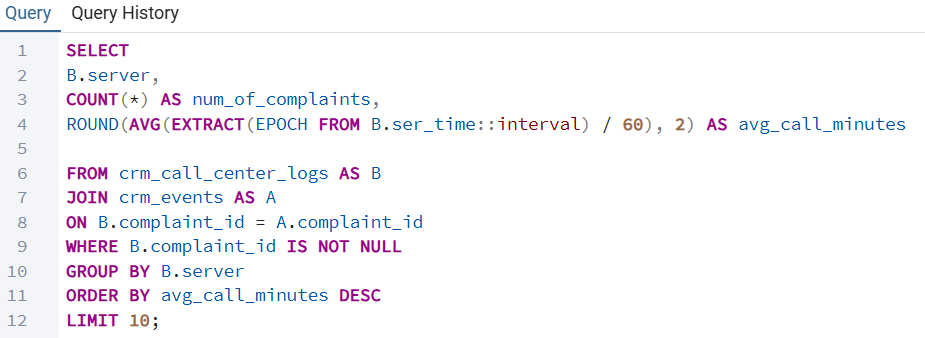 Query Query History
1 SELECT
2 B.server,
3 COUNT(*) AS num_of_complaints,
4 ROUND(AVG(EXTRACT(EPOCH FROM B.ser_time::interval) / 60), 2) AS avg_call_minutes
5
6 FROM crm_call_center_logs AS B
7 JOIN crm_events AS A
8 ON B.complaint_id = A.complaint_id
9 WHERE B.complaint_id IS NOT NULL
10 GROUP BY B.server
11 ORDER BY avg_call_minutes DESC
12 LIMIT 10;